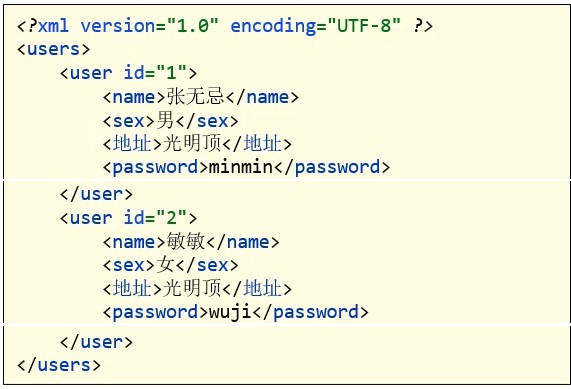 <?xml version="1.0" encoding="UTF-8" ?>
<users>
    <user id="1">
        <name>张无忌</name>
        <sex>男</sex>
        <地址>光明顶</地址>
        <password>minmin</password>
    </user>
    <user id="2">
        <name>敏敏</name>
        <sex>女</sex>
        <地址>光明顶</地址>
        <password>wuji</password>
    </user>
</users>